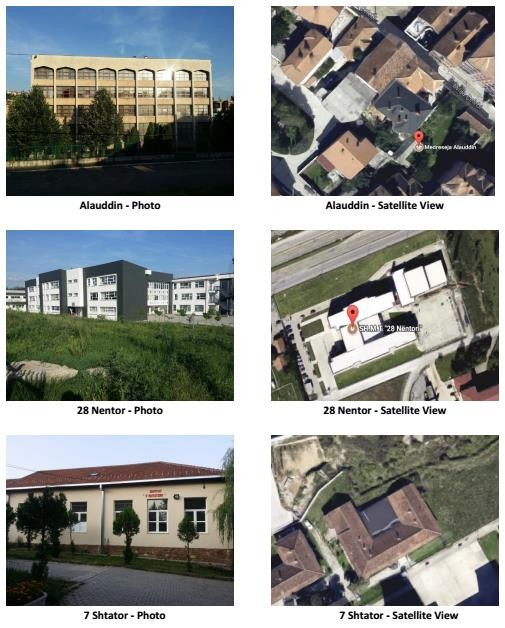 Medreseja Alauddin
Alauddin - Photo
Alauddin - Satellite View
SH.M.T. "28 Nentori"
28 Nentor - Photo
28 Nentor - Satellite View
7 Shtator - Photo
7 Shtator - Satellite View